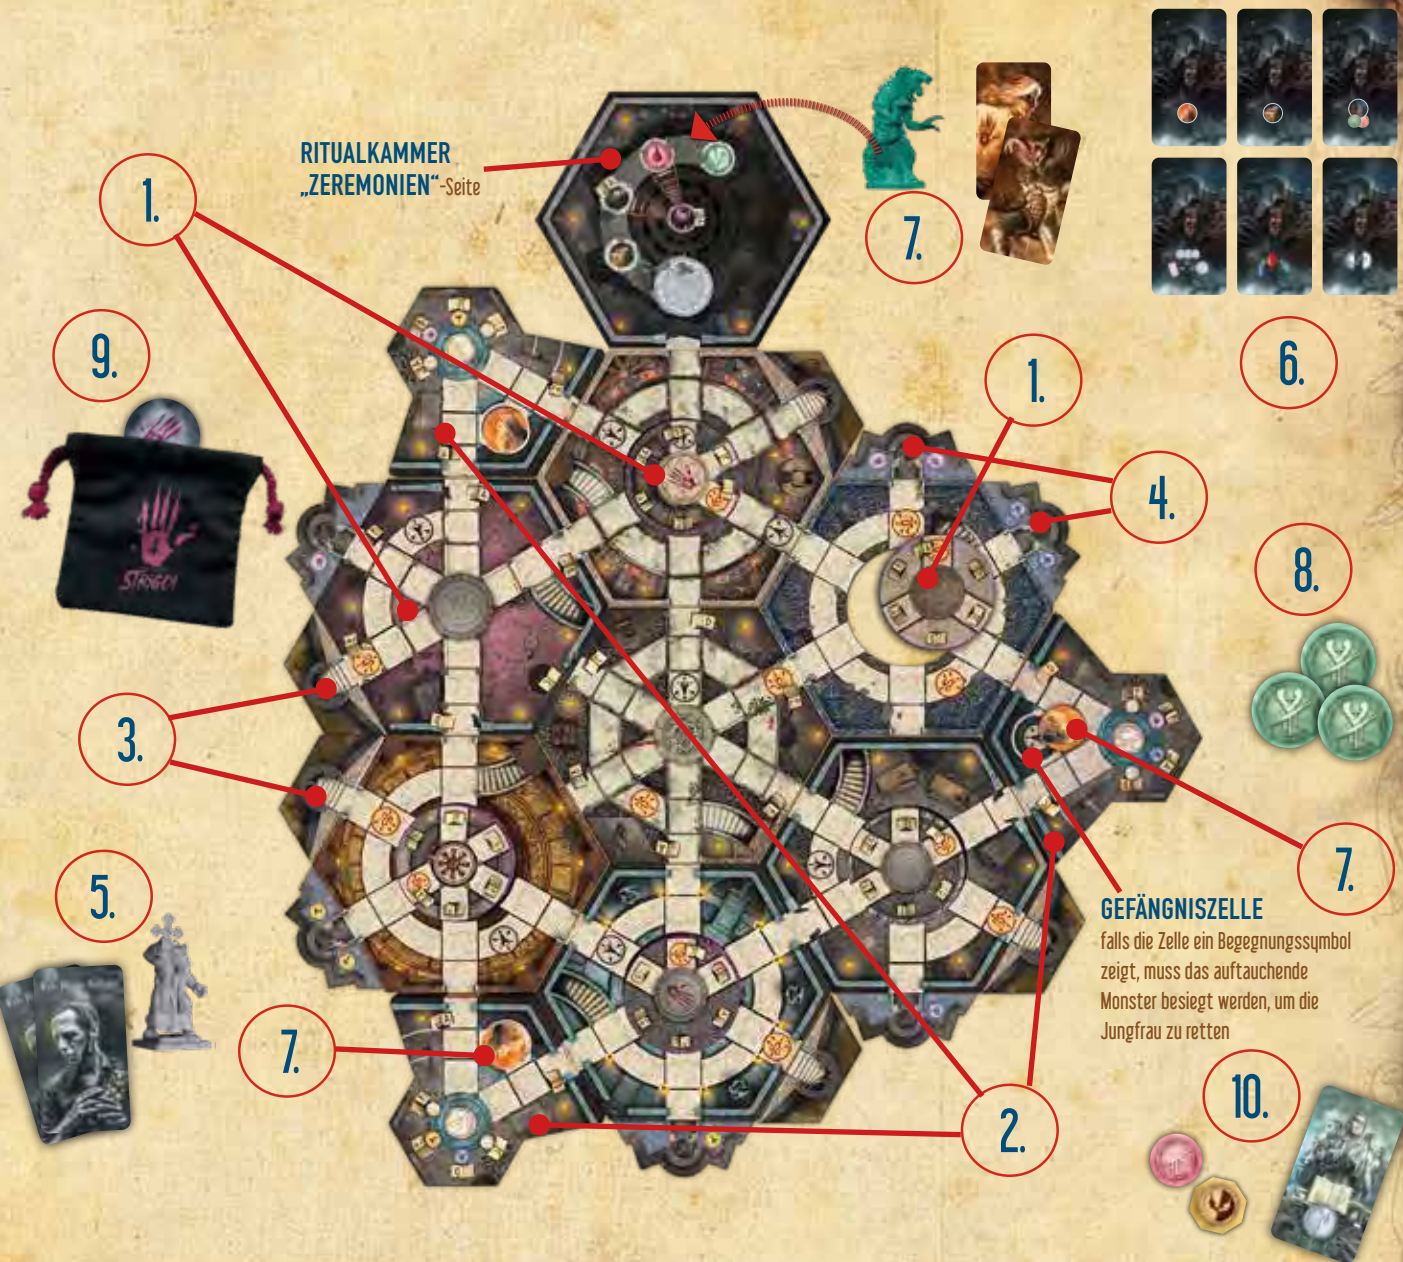 RITUALKAMMER
„ZEREMONIEN“-Seite
1.
7.
9.
STRIGOI
1.
6.
4.
8.
3.
7.
5.
GEFÄNGNISZELLE
falls die Zelle ein Begegnungssymbol
zeigt, muss das auftauchende
Monster besiegt werden, um die
Jungfrau zu retten
7.
10.
2.